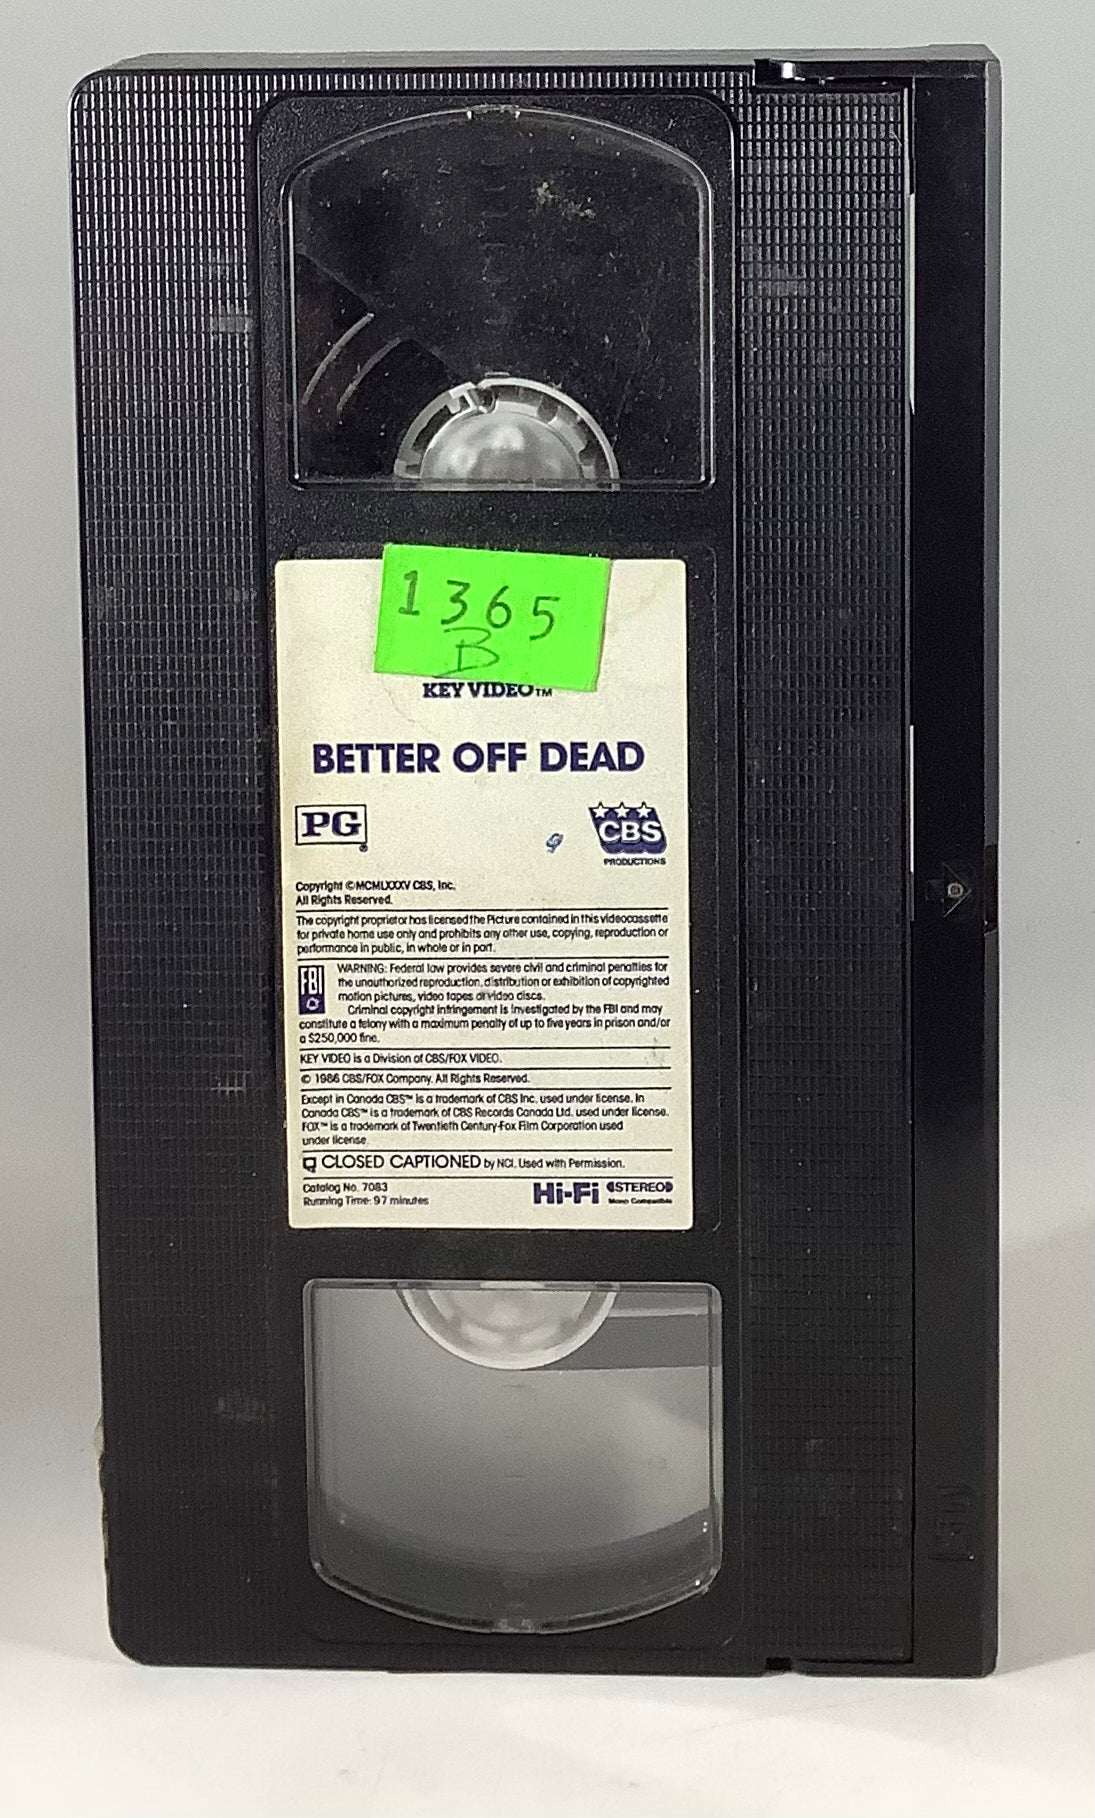 1365
B
KEY VIDEO™
BETTER OFF DEAD
PG
®
CBS
PRODUCTIONS
Copyright ©MCMLXXXV CBS, Inc.
All Rights Reserved.
The copyright proprietor has licensed the Picture contained in this videocassette
for private home use only and prohibits any other use, copying, reproduction or
performance in public, in whole or in part.
FBI
WARNING: Federal law provides severe civil and criminal penalties for
the unauthorized reproduction, distribution or exhibition of copyrighted
motion pictures, video tapes or video discs.
Criminal copyright infringement is investigated by the FBI and may
constitute a felony with a maximum penalty of up to five years in prison and/or
a $250,000 fine.
KEY VIDEO is a Division of CBS/FOX VIDEO.
© 1986 CBS/FOX Company. All Rights Reserved.
Except in Canada CBS™ is a trademark of CBS Inc. used under license. In
Canada CBS™ is a trademark of CBS Records Canada Ltd. used under license.
FOX™ is a trademark of Twentieth Century-Fox Film Corporation used
under license.
CLOSED CAPTIONED by NCI. Used with Permission.
Catalog No. 7083
Running Time: 97 minutes
Hi-Fi STEREO
Mono Compatible